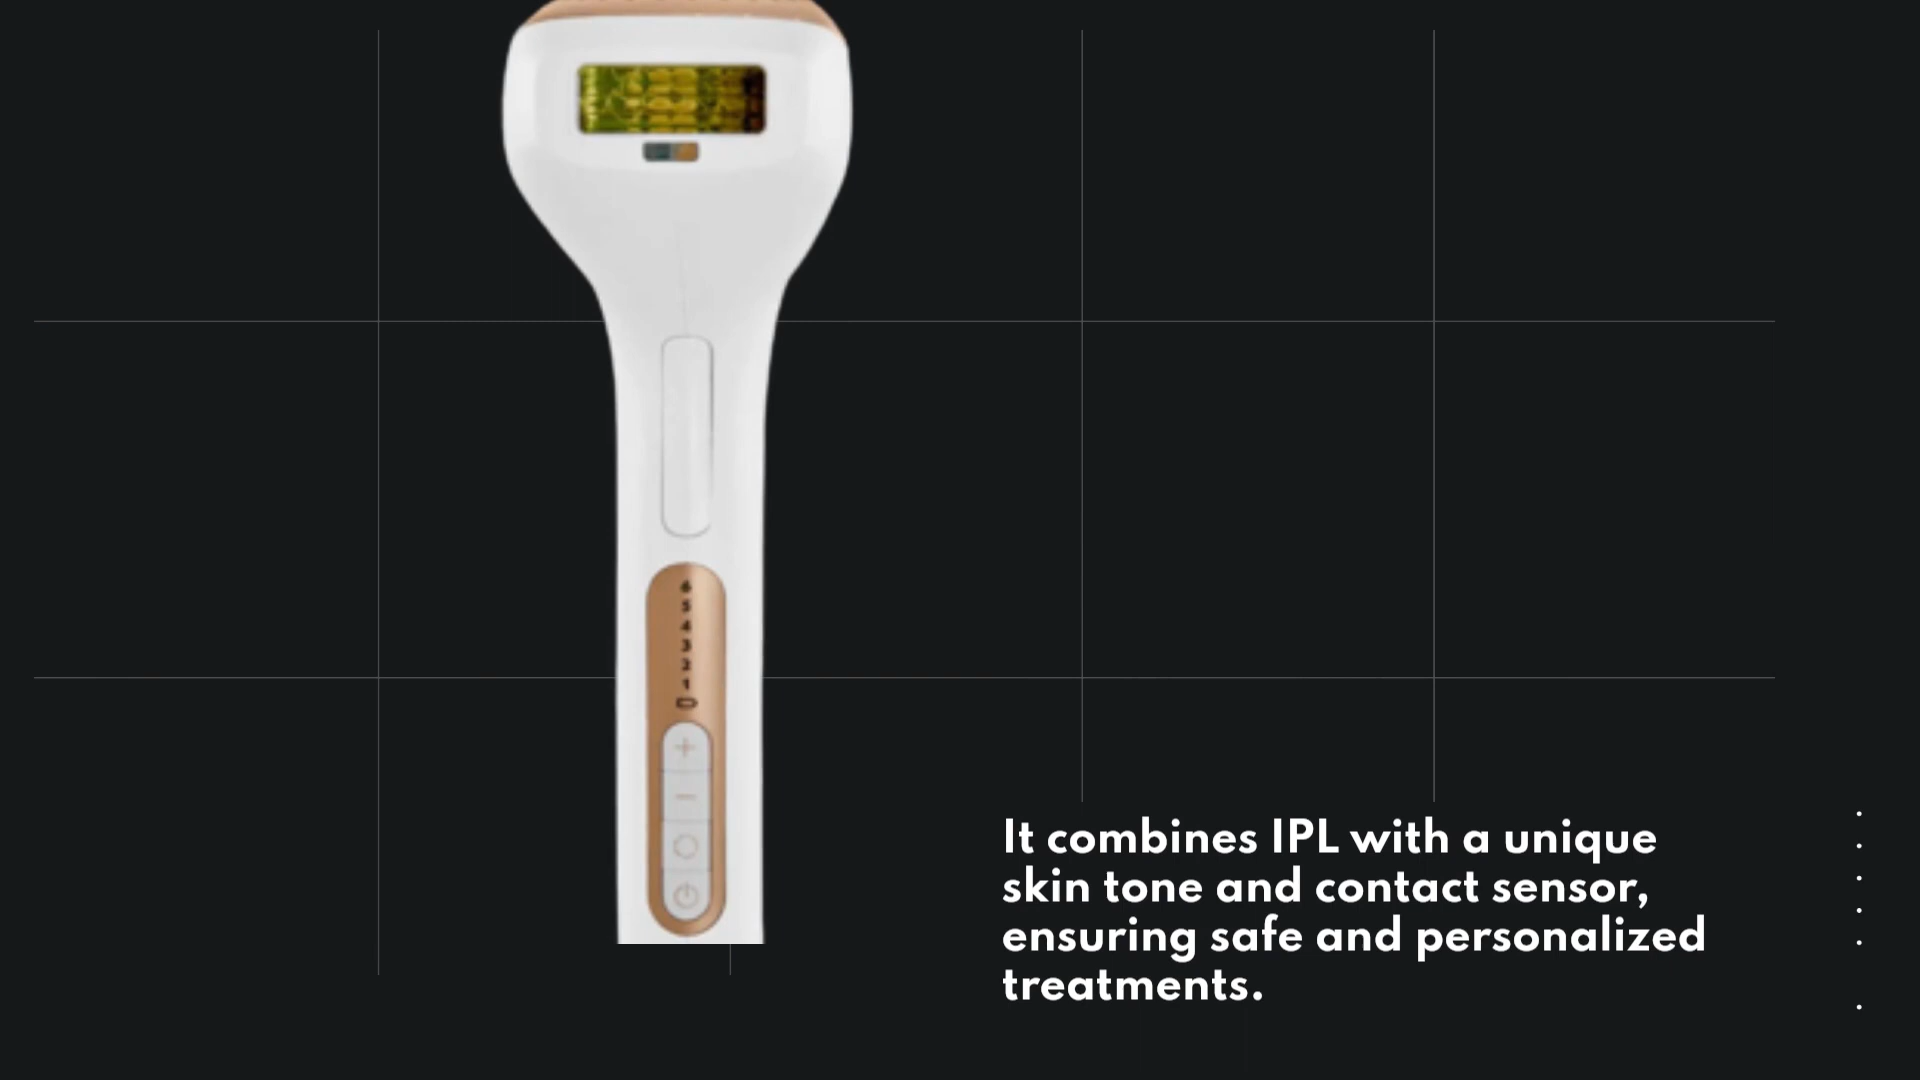 6
5
4
3
2
1
0
It combines IPL with a unique
skin tone and contact sensor,
ensuring safe and personalized
treatments.